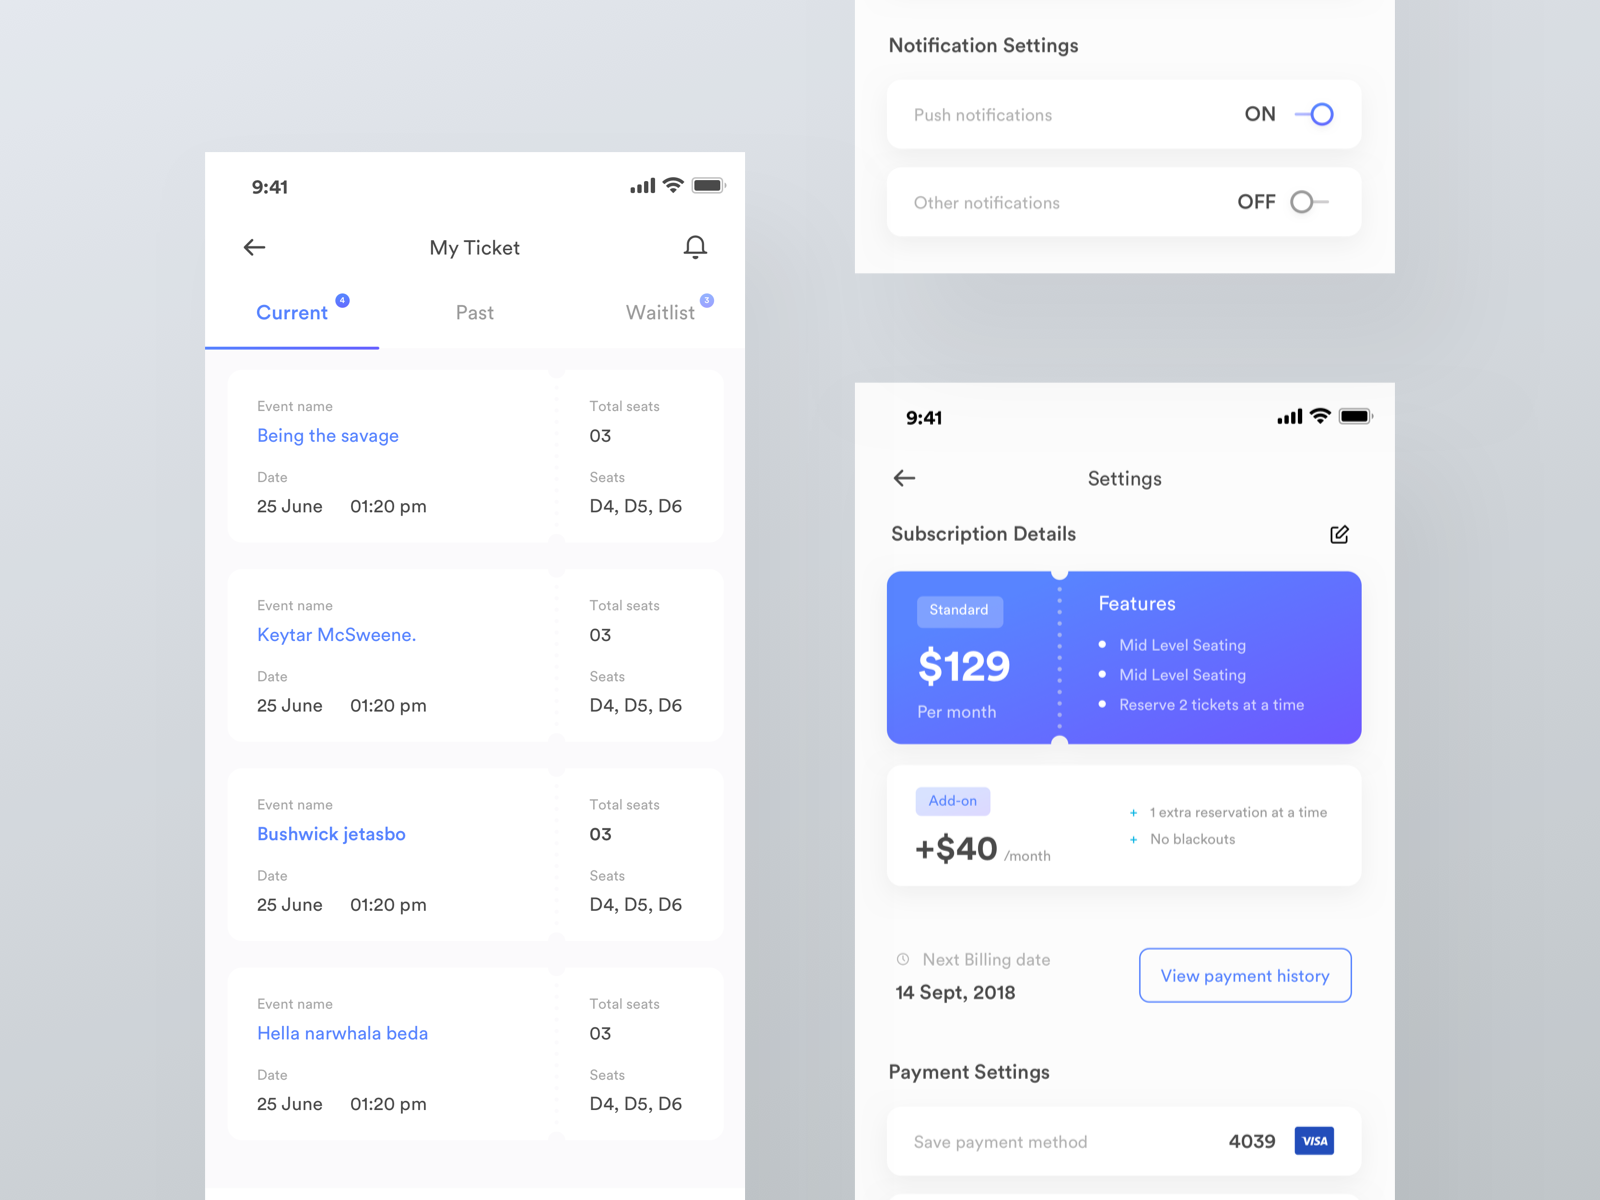 9:41
My Ticket
Current 4 Past Waitlist 3
Event name Total seats
Being the savage 03
Date Seats
25 June 01:20 pm D4, D5, D6
Event name Total seats
Keytar McSweene. 03
Date Seats
25 June 01:20 pm D4, D5, D6
Event name Total seats
Bushwick jetasbo 03
Date Seats
25 June 01:20 pm D4, D5, D6
Event name Total seats
Hella narwhala beda 03
Date Seats
25 June 01:20 pm D4, D5, D6
Notification Settings
Push notifications ON
Other notifications OFF
9:41
Settings
Subscription Details
Standard
$129
Per month
Features
Mid Level Seating
Mid Level Seating
Reserve 2 tickets at a time
Add-on
+$40 /month
+ 1 extra reservation at a time
+ No blackouts
Next Billing date
14 Sept, 2018
View payment history
Payment Settings
Save payment method 4039 VISA